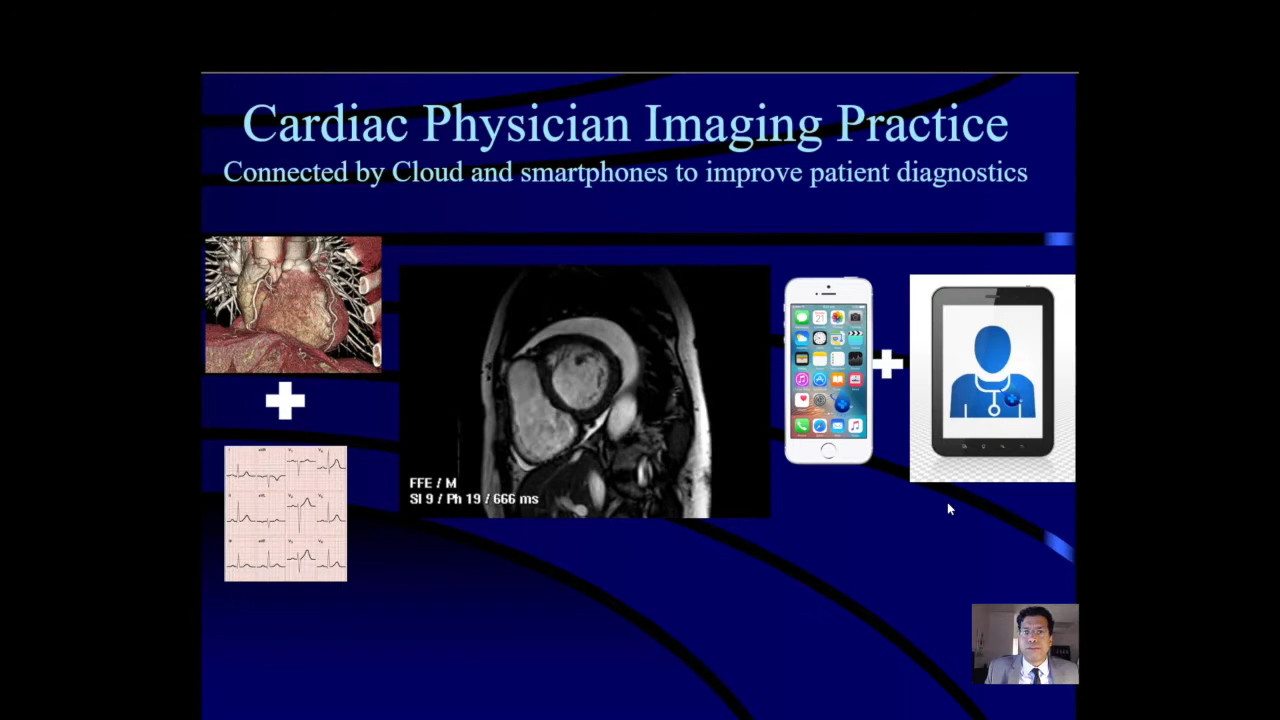 Cardiac Physician Imaging Practice
Connected by Cloud and smartphones to improve patient diagnostics
FFE / M
Sl 9 / Ph 19 / 666 ms